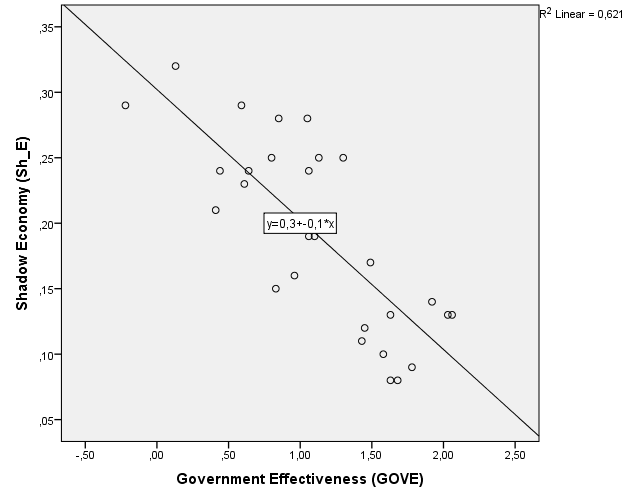 R2 Linear = 0,621
,35
,30
,25
,20
,15
,10
,05
Shadow Economy (Sh_E)
y=0,3+-0,1*x
-,50 ,00 ,50 1,00 1,50 2,00 2,50
Government Effectiveness (GOVE)